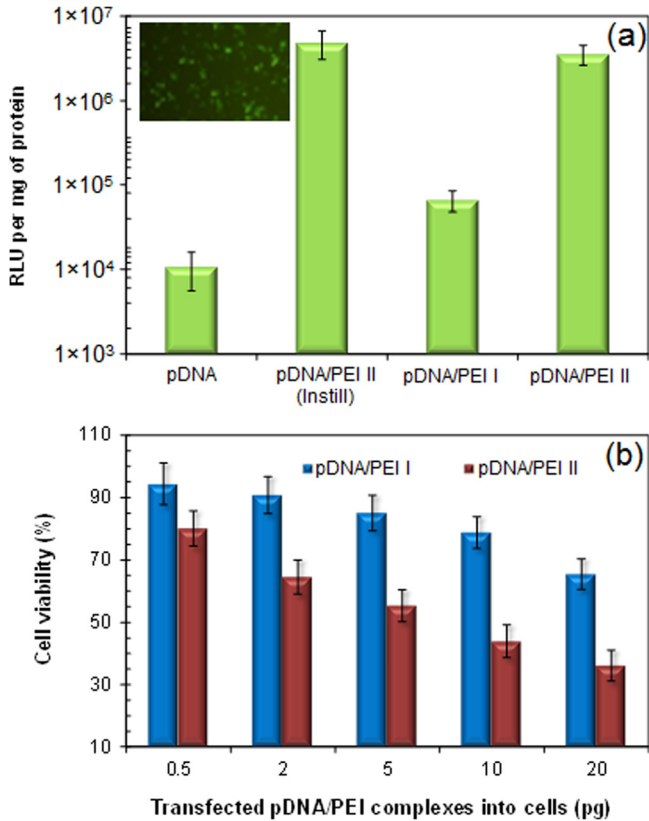 (a)
RLU per mg of protein
1×10⁷
1×10⁶
1×10⁵
1×10⁴
1×10³
pDNA
pDNA/PEI II
(Instill)
pDNA/PEI I
pDNA/PEI II
(b)
pDNA/PEI I
pDNA/PEI II
Cell viability (%)
110
90
70
50
30
10
0.5 2 5 10 20
Transfected pDNA/PEI complexes into cells (pg)